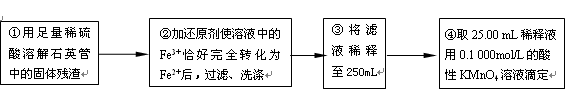 ①用足量稀硫
酸溶解石英管
中的固体残渣
②加还原剂使溶液中的
Fe³⁺恰好完全转化为
Fe²⁺后，过滤、洗涤
③ 将滤
液稀释
至250mL
④取 25.00 mL稀释液
用 0.1 000mol/L 的酸
性 KMnO₄溶液滴定